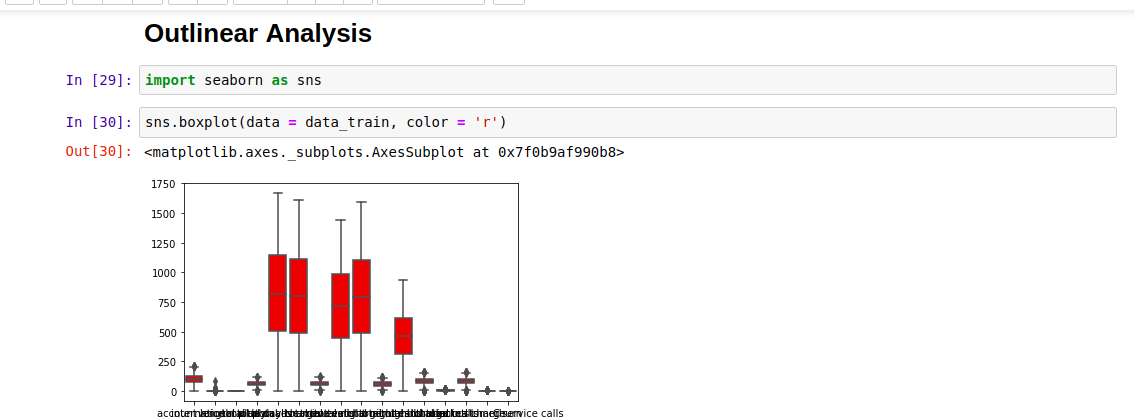 Outlinear Analysis
In [29]: import seaborn as sns
In [30]: sns.boxplot(data = data_train, color = 'r')
Out[30]: <matplotlib.axes._subplots.AxesSubplot at 0x7f0b9af990b8>
1750
1500
1250
1000
750
500
250
0
service calls